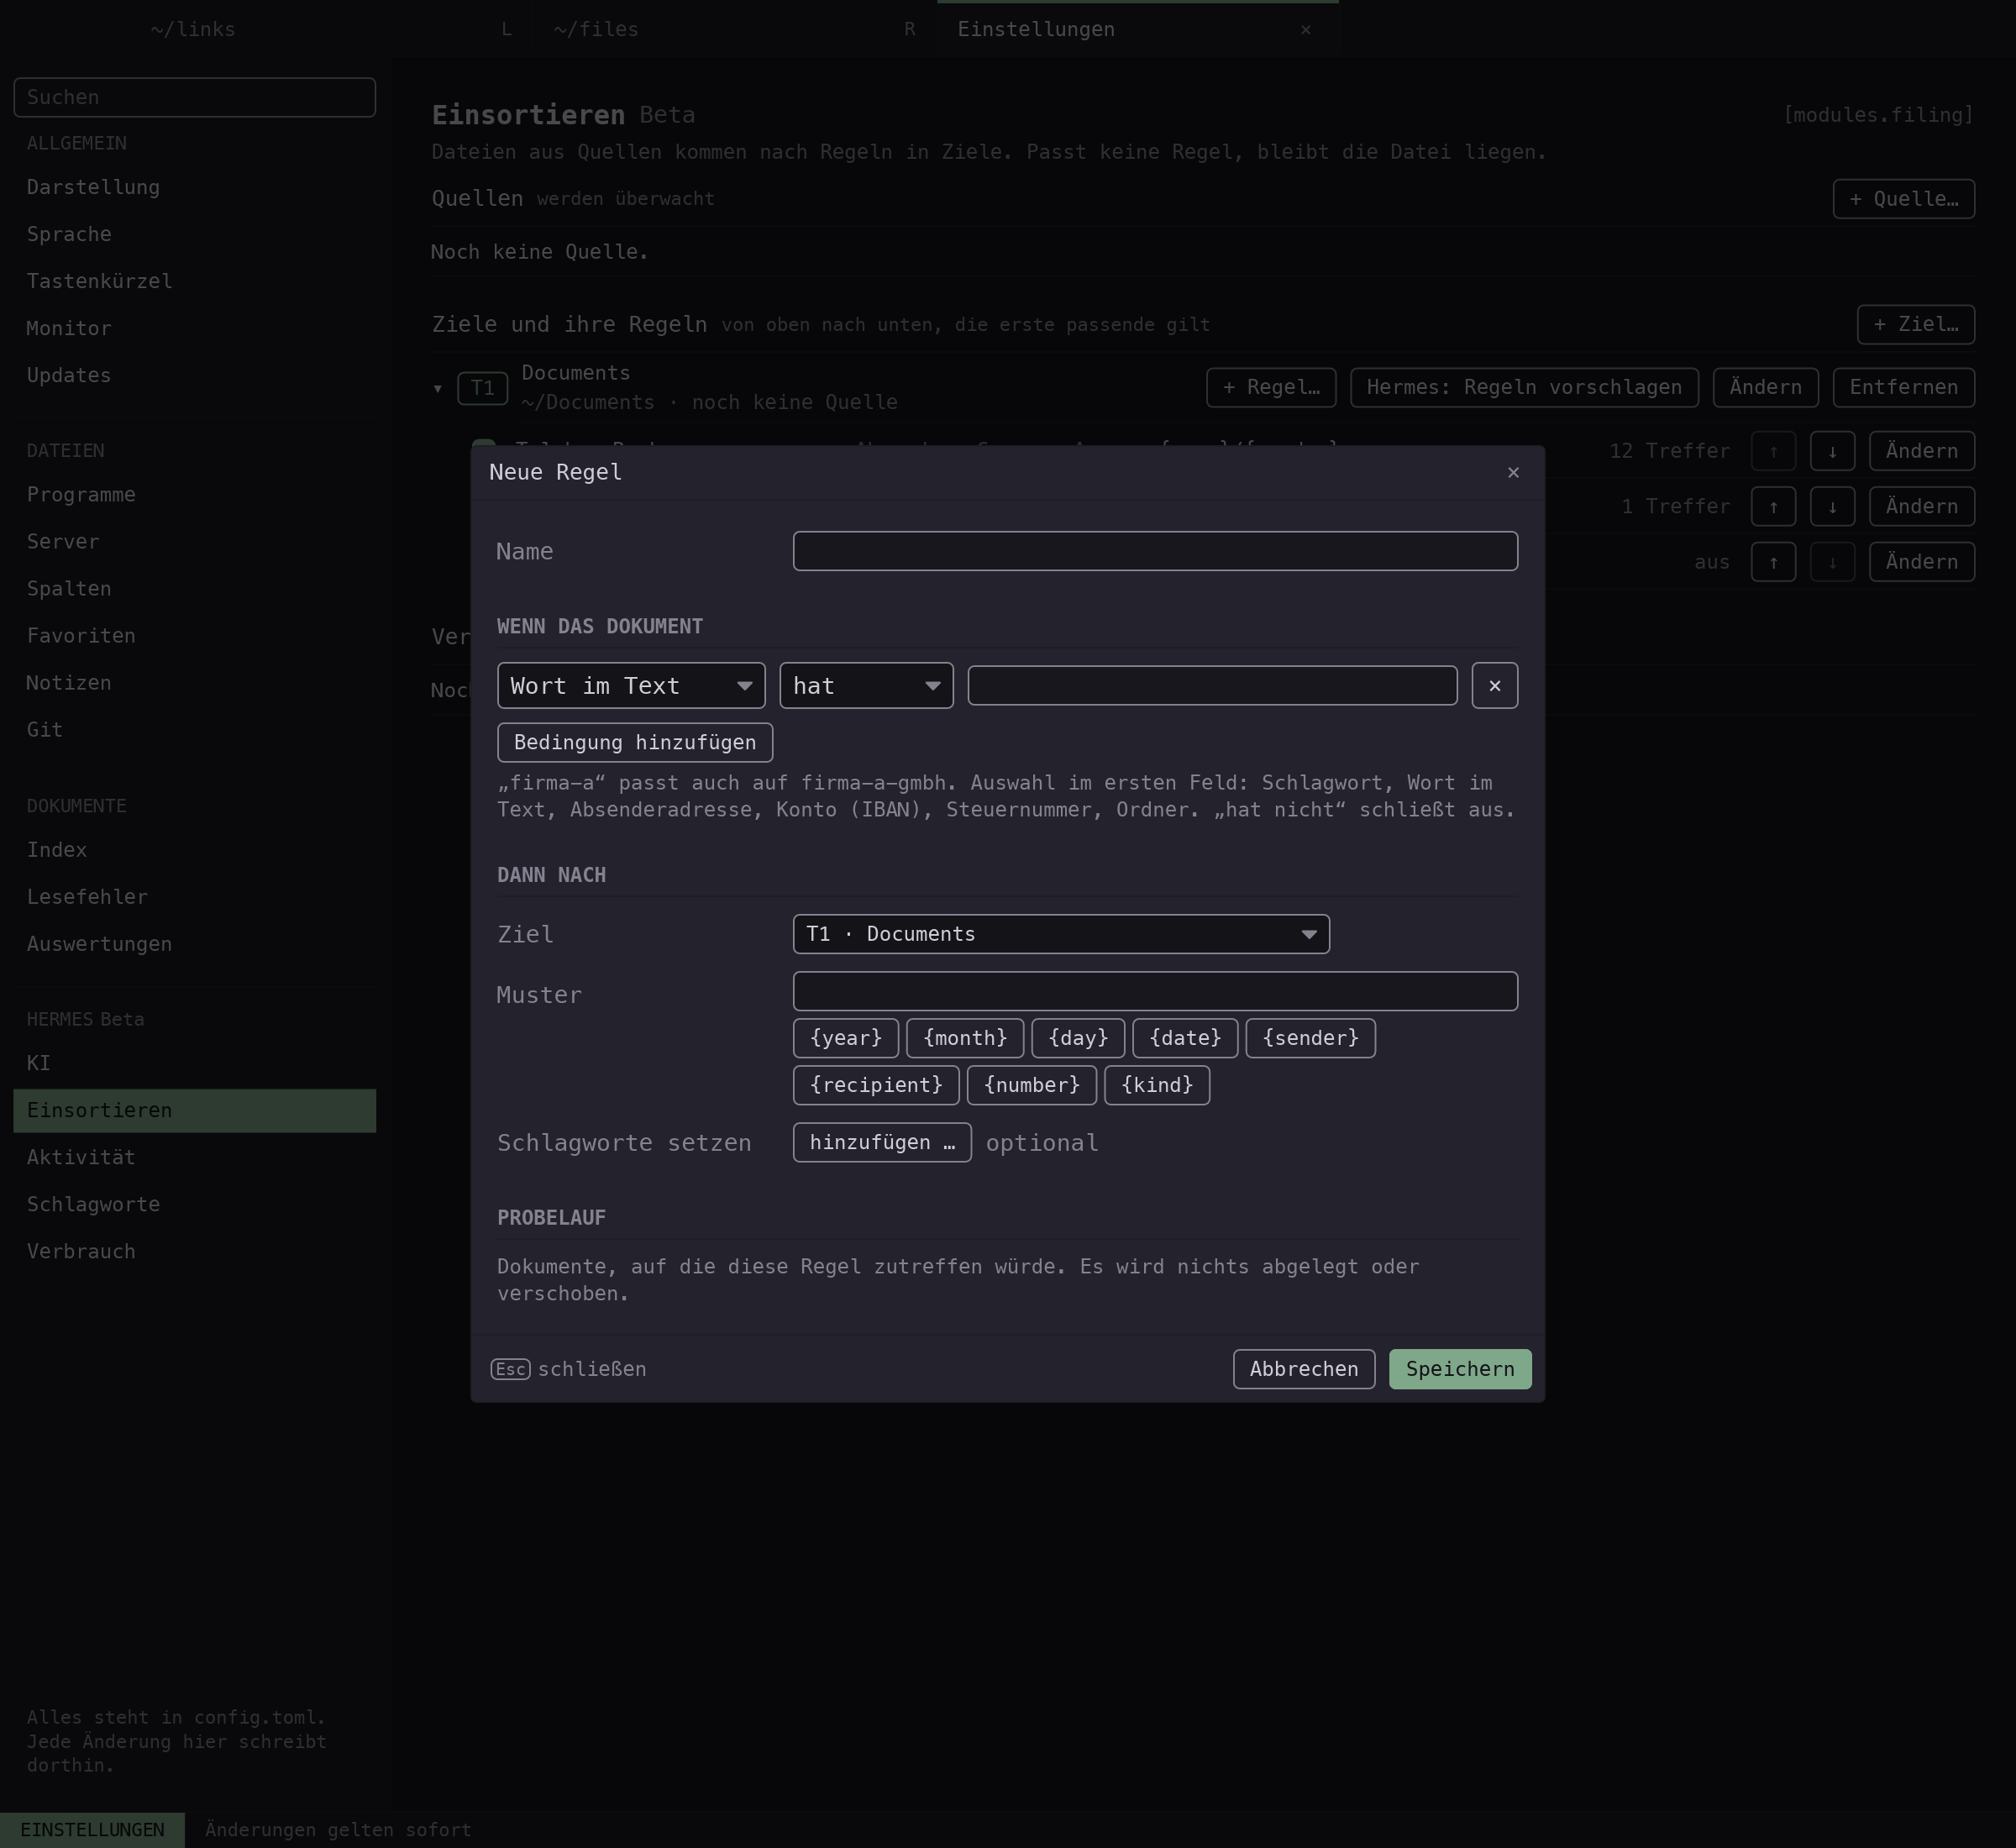 ~/links L ~/files R Einstellungen ×
Suchen
ALLGEMEIN
Darstellung
Sprache
Tastenkürzel
Monitor
Updates
DATEIEN
Programme
Server
Spalten
Favoriten
Notizen
Git
DOKUMENTE
Index
Lesefehler
Auswertungen
HERMES Beta
KI
Einsortieren
Aktivität
Schlagworte
Verbrauch
Alles steht in config.toml.
Jede Änderung hier schreibt
dorthin.
Einsortieren Beta [modules.filing]
Dateien aus Quellen kommen nach Regeln in Ziele. Passt keine Regel, bleibt die Datei liegen.
Quellen werden überwacht + Quelle…
Noch keine Quelle.
Ziele und ihre Regeln von oben nach unten, die erste passende gilt + Ziel…
▾ T1 Documents + Regel… Hermes: Regeln vorschlagen Ändern Entfernen
~/Documents · noch keine Quelle
12 Treffer ↑ ↓ Ändern
1 Treffer ↑ ↓ Ändern
aus ↑ ↓ Ändern
Neue Regel ×
Name
WENN DAS DOKUMENT
Wort im Text hat ×
Bedingung hinzufügen
„firma-a“ passt auch auf firma-a-gmbh. Auswahl im ersten Feld: Schlagwort, Wort im
Text, Absenderadresse, Konto (IBAN), Steuernummer, Ordner. „hat nicht“ schließt aus.
DANN NACH
Ziel T1 · Documents
Muster
{year} {month} {day} {date} {sender}
{recipient} {number} {kind}
Schlagworte setzen hinzufügen … optional
PROBELAUF
Dokumente, auf die diese Regel zutreffen würde. Es wird nichts abgelegt oder
verschoben.
Esc schließen Abbrechen Speichern
EINSTELLUNGEN Änderungen gelten sofort